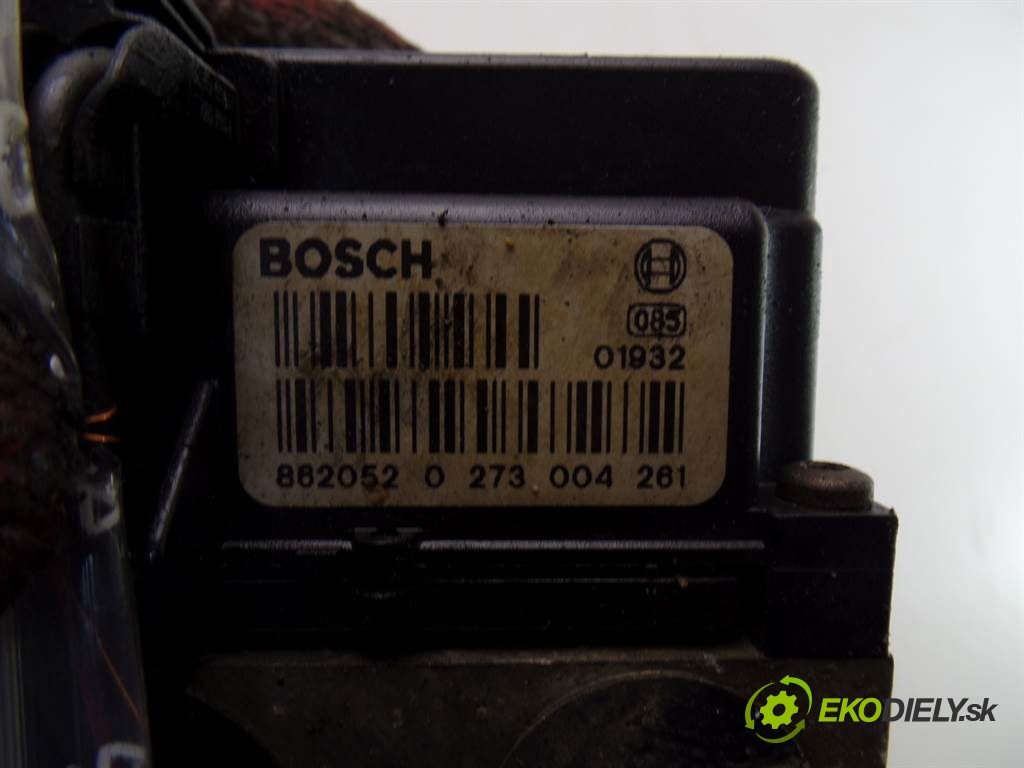 BOSCH
085
01932
862052 0 273 004 261
EKODIELY.sk